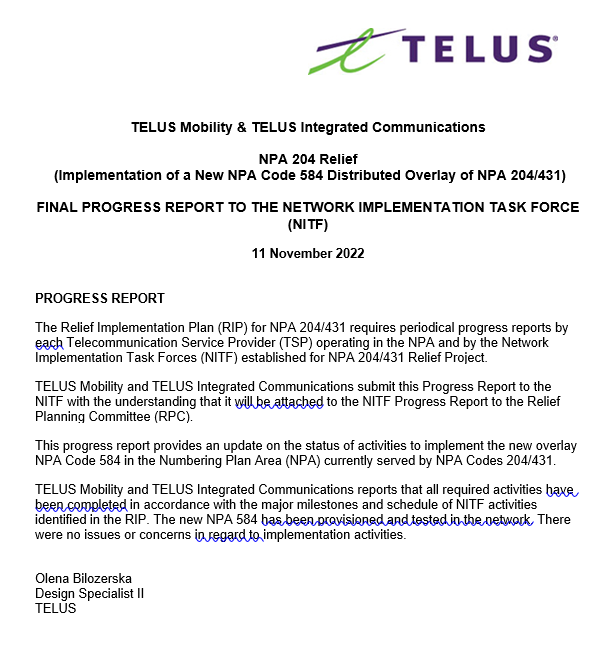 TELUS®
TELUS Mobility & TELUS Integrated Communications
NPA 204 Relief
(Implementation of a New NPA Code 584 Distributed Overlay of NPA 204/431)
FINAL PROGRESS REPORT TO THE NETWORK IMPLEMENTATION TASK FORCE
(NITF)
11 November 2022
PROGRESS REPORT
The Relief Implementation Plan (RIP) for NPA 204/431 requires periodical progress reports by
each Telecommunication Service Provider (TSP) operating in the NPA and by the Network
Implementation Task Forces (NITF) established for NPA 204/431 Relief Project.
TELUS Mobility and TELUS Integrated Communications submit this Progress Report to the
NITF with the understanding that it will be attached to the NITF Progress Report to the Relief
Planning Committee (RPC).
This progress report provides an update on the status of activities to implement the new overlay
NPA Code 584 in the Numbering Plan Area (NPA) currently served by NPA Codes 204/431.
TELUS Mobility and TELUS Integrated Communications reports that all required activities have
been completed in accordance with the major milestones and schedule of NITF activities
identified in the RIP. The new NPA 584 has been provisioned and tested in the network. There
were no issues or concerns in regard to implementation activities.
Olena Bilozerska
Design Specialist II
TELUS